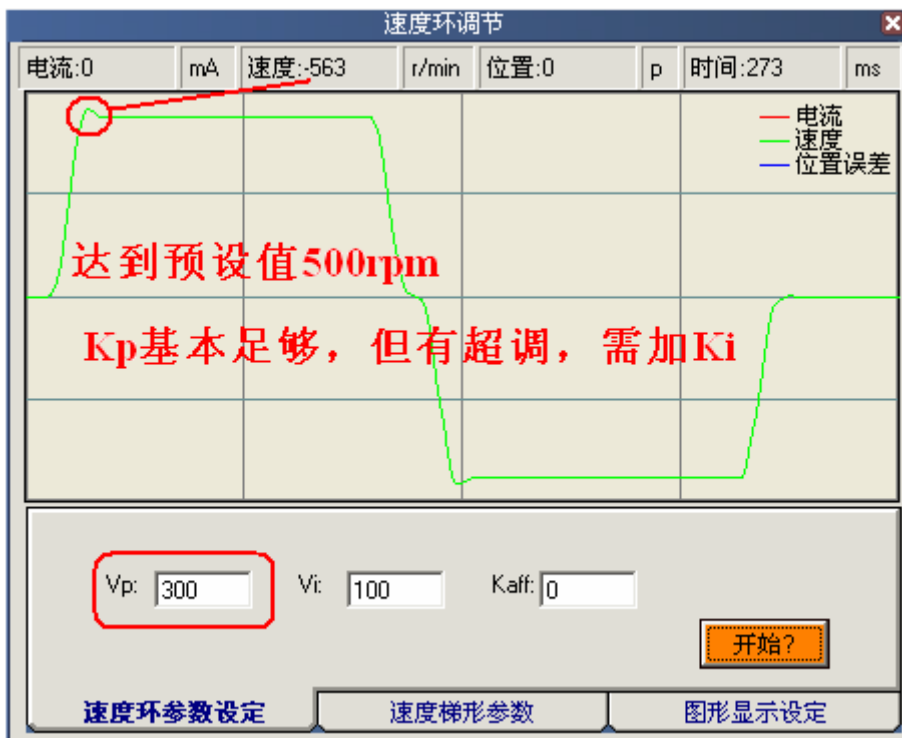 速度环调节
电流:0 mA 速度:-563 r/min 位置:0 p 时间:273 ms
电流
速度
位置误差
达到预设值500rpm
Kp基本足够，但有超调，需加Ki
Vp: 300 Vi: 100 Kaff: 0
开始?
速度环参数设定 速度梯形参数 图形显示设定